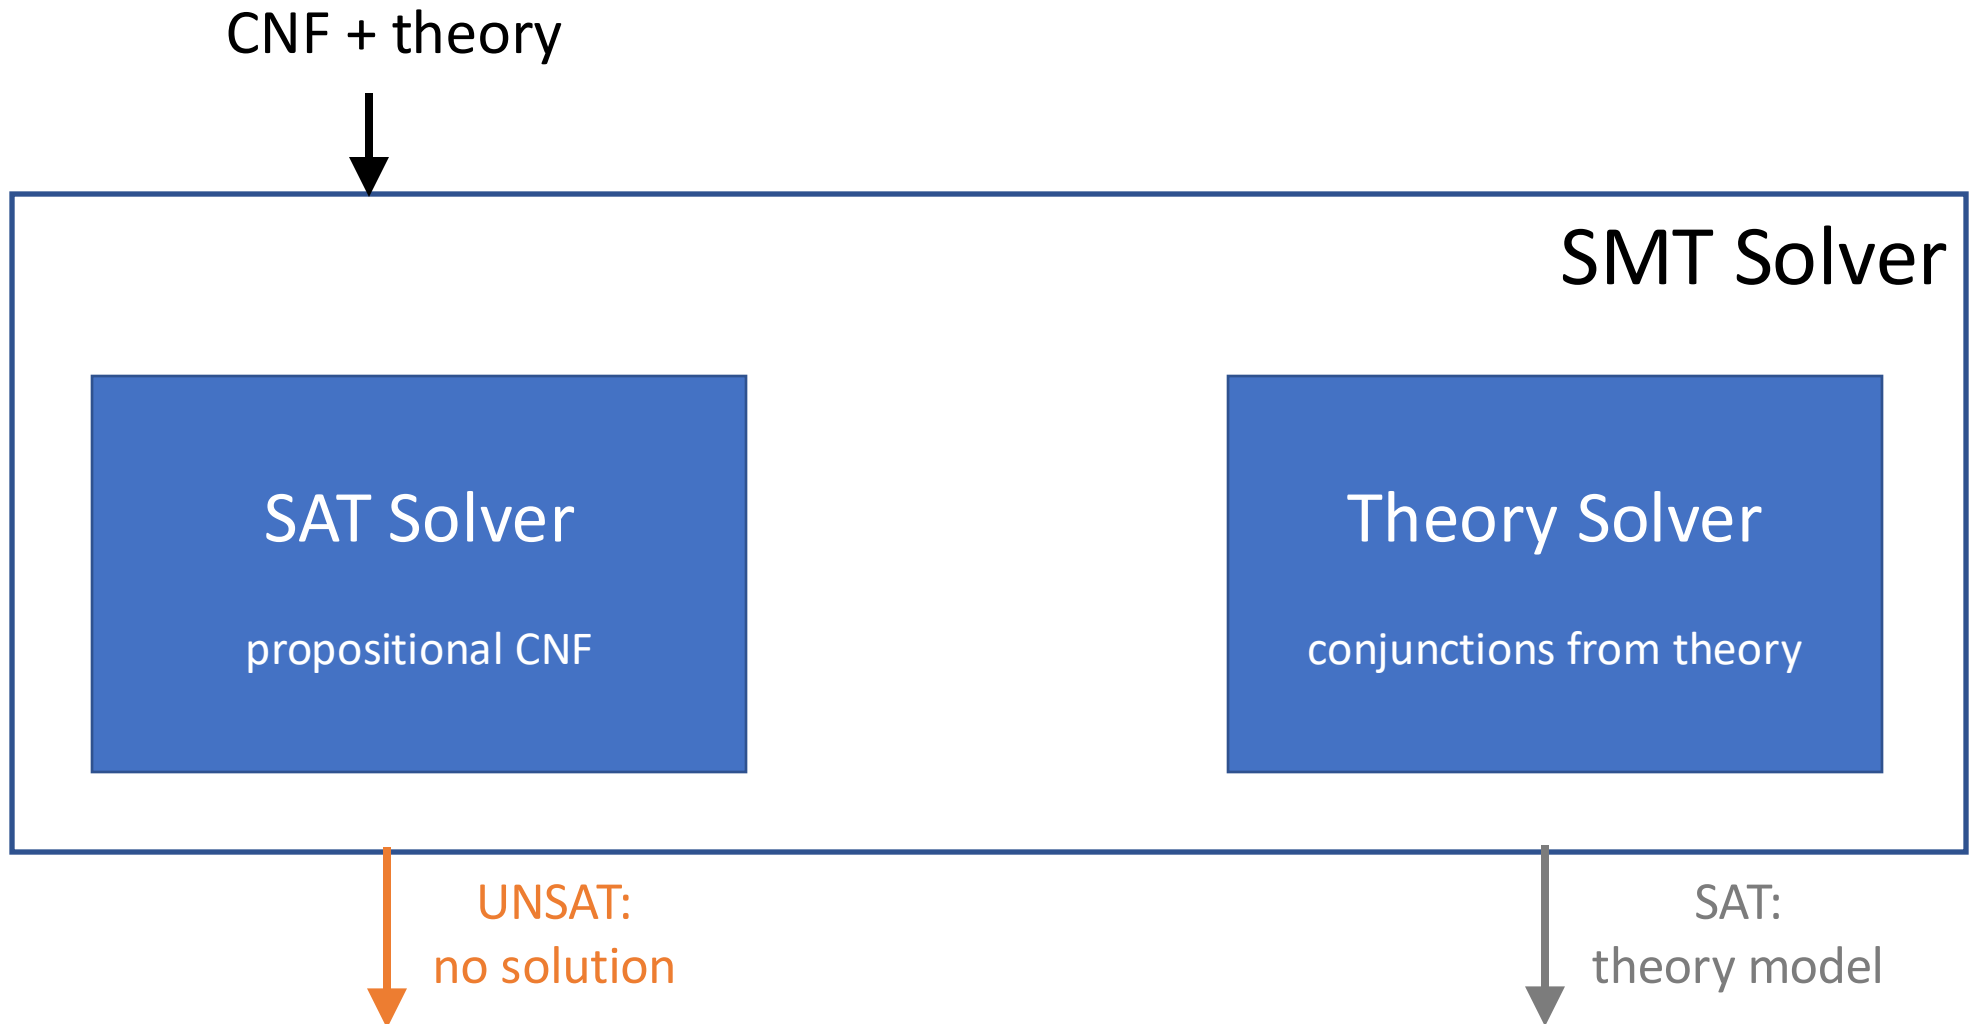 CNF + theory
SMT Solver
SAT Solver
propositional CNF
Theory Solver
conjunctions from theory
UNSAT:
no solution
SAT:
theory model